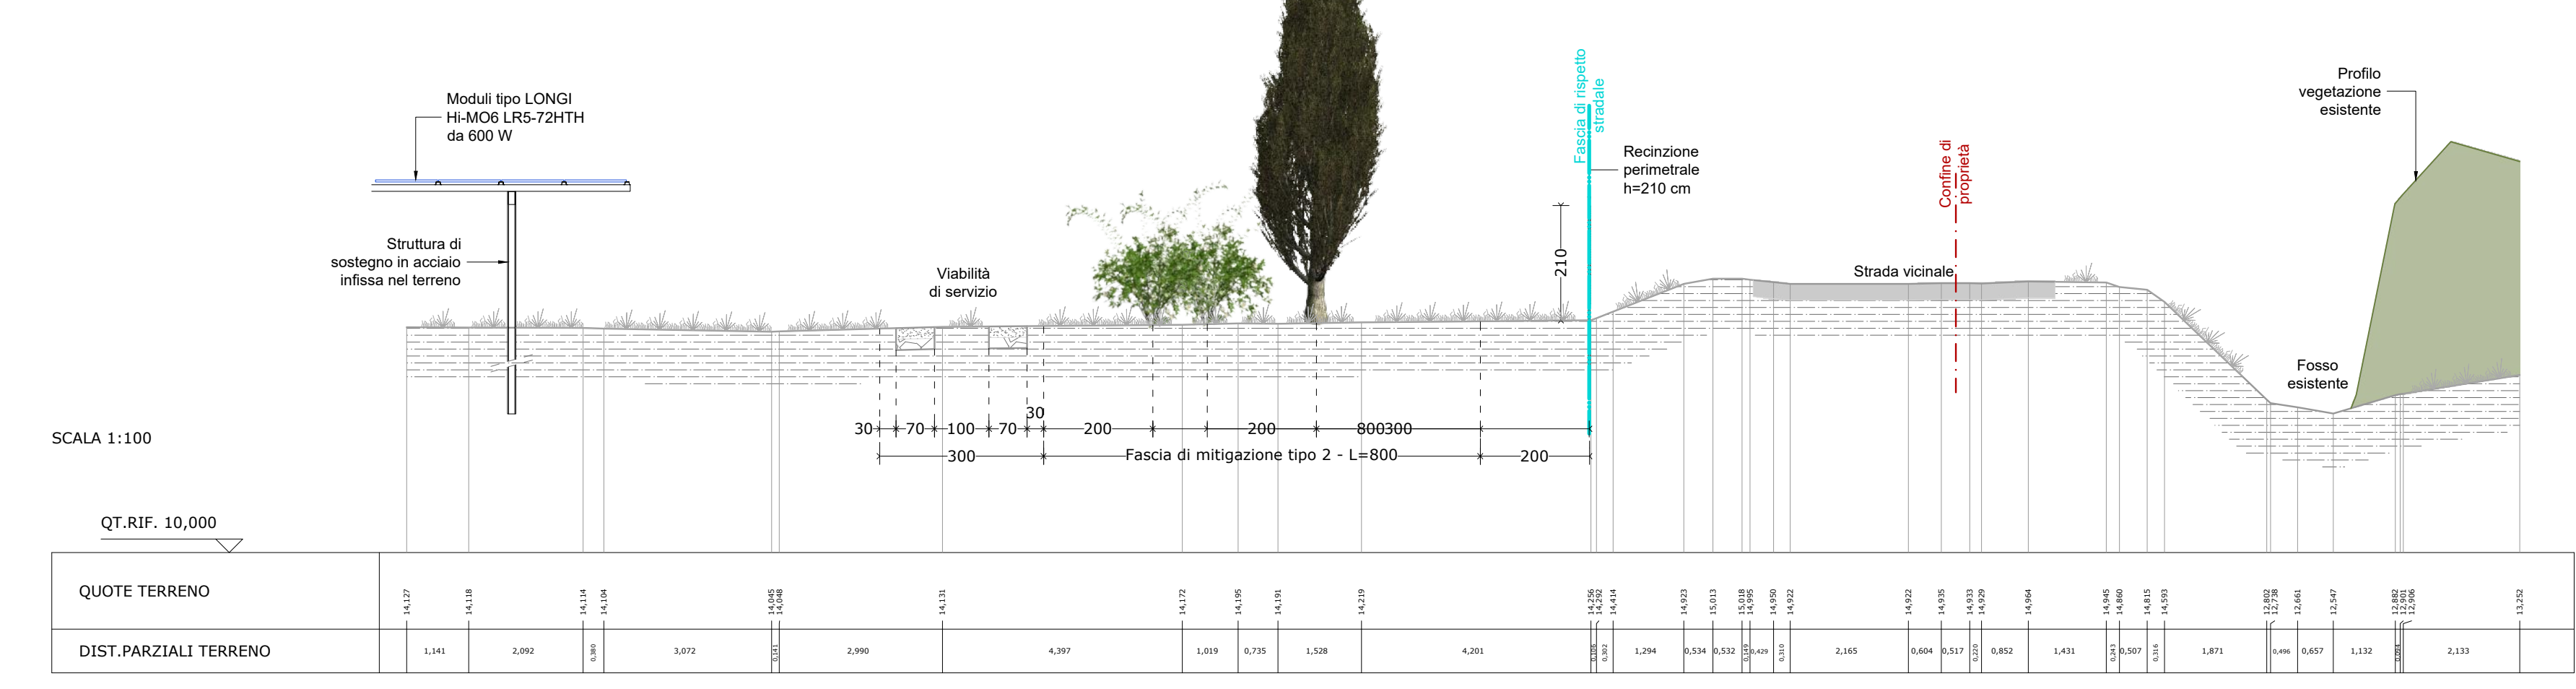 Moduli tipo LONGI
Hi-MO6 LR5-72HTH
da 600 W
Struttura di
sostegno in acciaio
infissa nel terreno
Viabilità
di servizio
Fascia di rispetto
stradale
Recinzione
perimetrale
h=210 cm
210
Confine di
proprietà
Strada vicinale
Profilo
vegetazione
esistente
Fosso
esistente
30
30 70 100 70 200 200 800300
300 Fascia di mitigazione tipo 2 - L=800 200
SCALA 1:100
QT.RIF. 10,000
QUOTE TERRENO
14,127 14,118 14,114 14,104 14,045 14,048 14,131 14,172 14,195 14,191 14,219 14,256 14,292 14,414 14,923 15,013 15,018 14,995 14,950 14,922 14,922 14,935 14,933 14,929 14,964 14,945 14,860 14,815 14,593 12,802 12,738 12,661 12,547 12,882 12,901 12,906 13,252
DIST.PARZIALI TERRENO
1,141 2,092 0,380 3,072 0,141 2,990 4,397 1,019 0,735 1,528 4,201 0,106 0,302 1,294 0,534 0,532 0,149 0,429 0,310 2,165 0,604 0,517 0,220 0,852 1,431 0,243 0,507 0,316 1,871 0,496 0,657 1,132 0,094 2,133